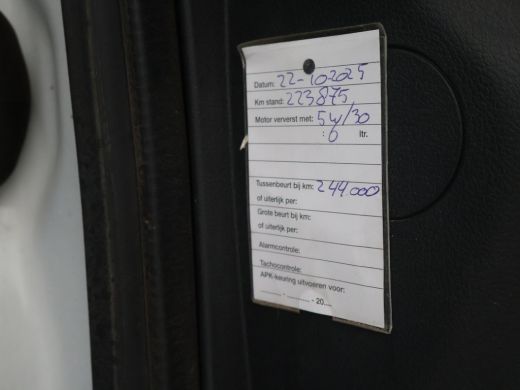 Datum: 22-10-2025
Km stand: 223875
Motor ververst met: 5W/30
: 6 ltr.
Tussenbeurt bij km: 244000
of uiterlijk per:
Grote beurt bij km:
of uiterlijk per:
Alarmcontrole:
Tachocontrole:
APK-keuring uitvoeren voor:
........ - ........ - 20....